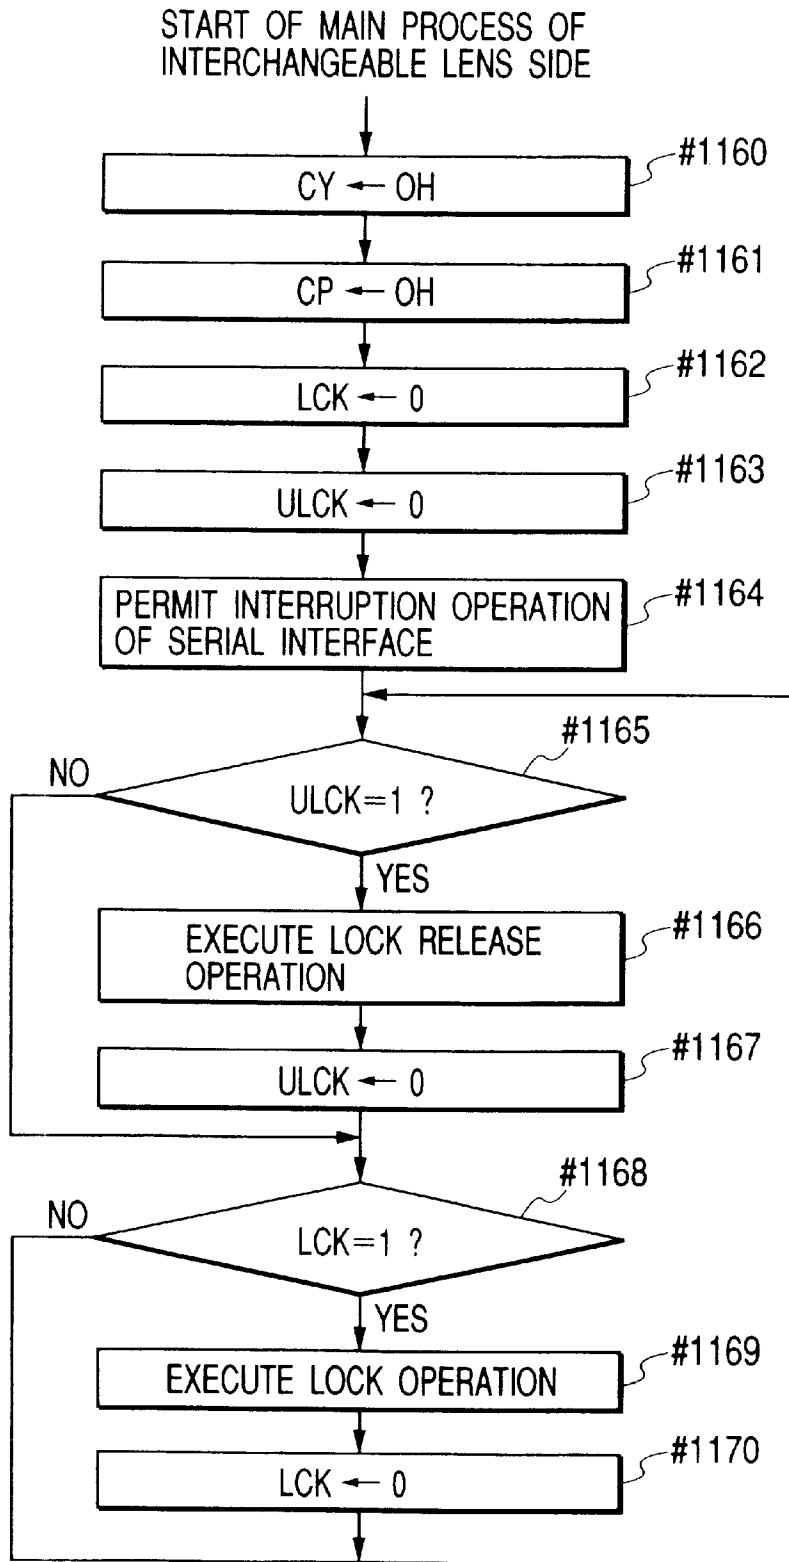 START OF MAIN PROCESS OF
INTERCHANGEABLE LENS SIDE
#1160
CY ← OH
#1161
CP ← OH
#1162
LCK ← 0
#1163
ULCK ← 0
#1164
PERMIT INTERRUPTION OPERATION
OF SERIAL INTERFACE
#1165
NO
ULCK=1 ?
YES
#1166
EXECUTE LOCK RELEASE
OPERATION
#1167
ULCK ← 0
#1168
NO
LCK=1 ?
YES
#1169
EXECUTE LOCK OPERATION
#1170
LCK ← 0